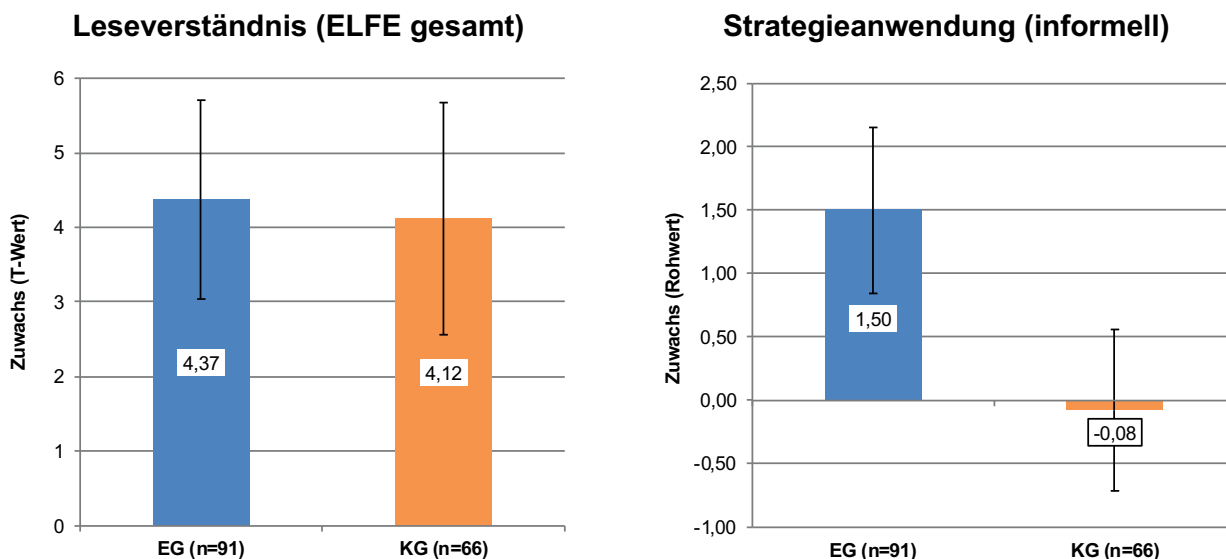 Leseverständnis (ELFE gesamt)
Zuwachs (T-Wert)
6
5
4
3
2
1
0
4,37
4,12
EG (n=91)
KG (n=66)
Strategieanwendung (informell)
Zuwachs (Rohwert)
2,50
2,00
1,50
1,00
0,50
0,00
-0,50
-1,00
1,50
-0,08
EG (n=91)
KG (n=66)